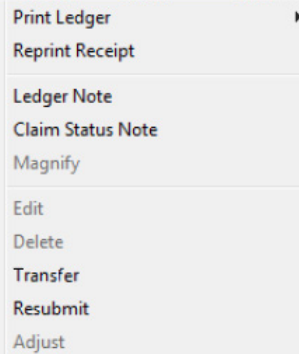 Print Ledger
Reprint Receipt
Ledger Note
Claim Status Note
Magnify
Edit
Delete
Transfer
Resubmit
Adjust